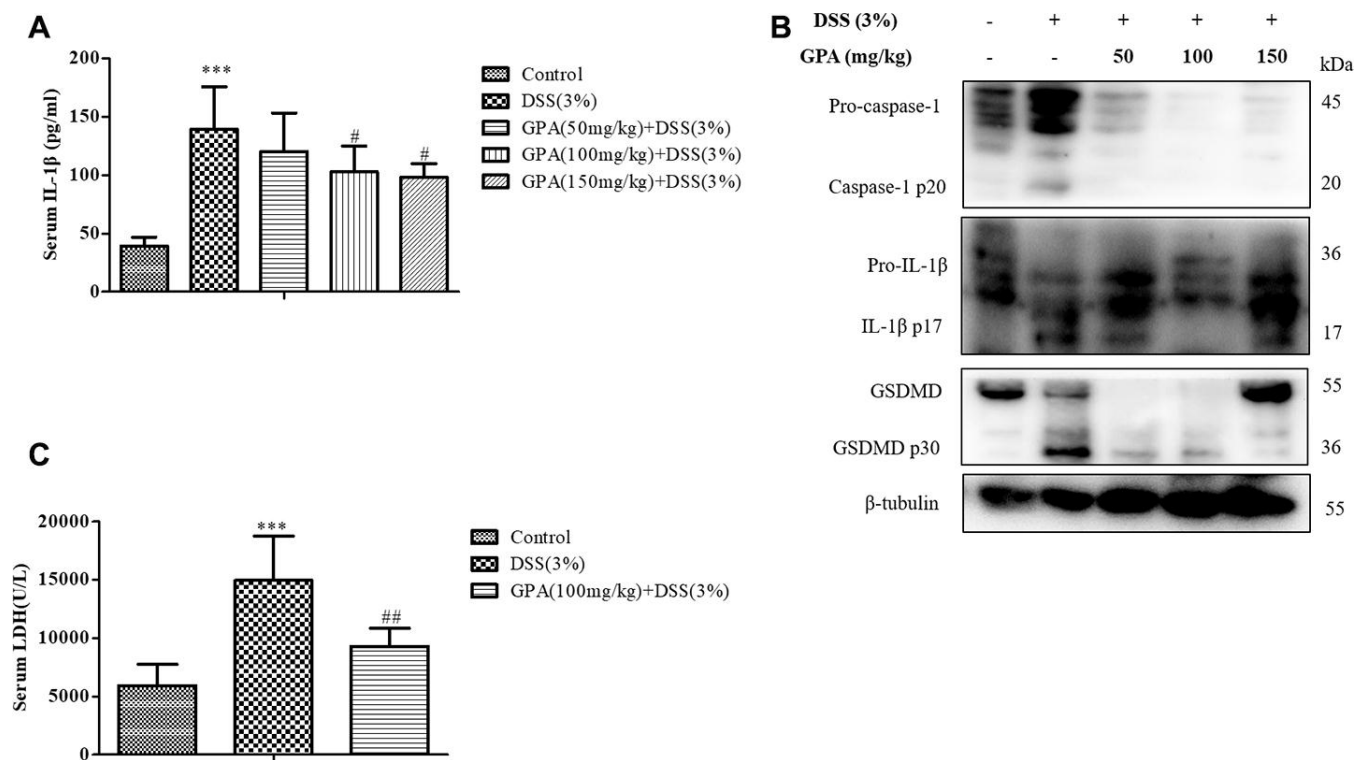 A
200
150
100
50
0
Serum IL-1β (pg/ml)
***
#
#
Control
DSS(3%)
GPA(50mg/kg)+DSS(3%)
GPA(100mg/kg)+DSS(3%)
GPA(150mg/kg)+DSS(3%)
B
DSS (3%) - + + + +
GPA (mg/kg) - - 50 100 150
kDa
Pro-caspase-1 45
Caspase-1 p20 20
Pro-IL-1β 36
IL-1β p17 17
GSDMD 55
GSDMD p30 36
β-tubulin 55
C
20000
15000
10000
5000
0
Serum LDH(U/L)
***
##
Control
DSS(3%)
GPA(100mg/kg)+DSS(3%)